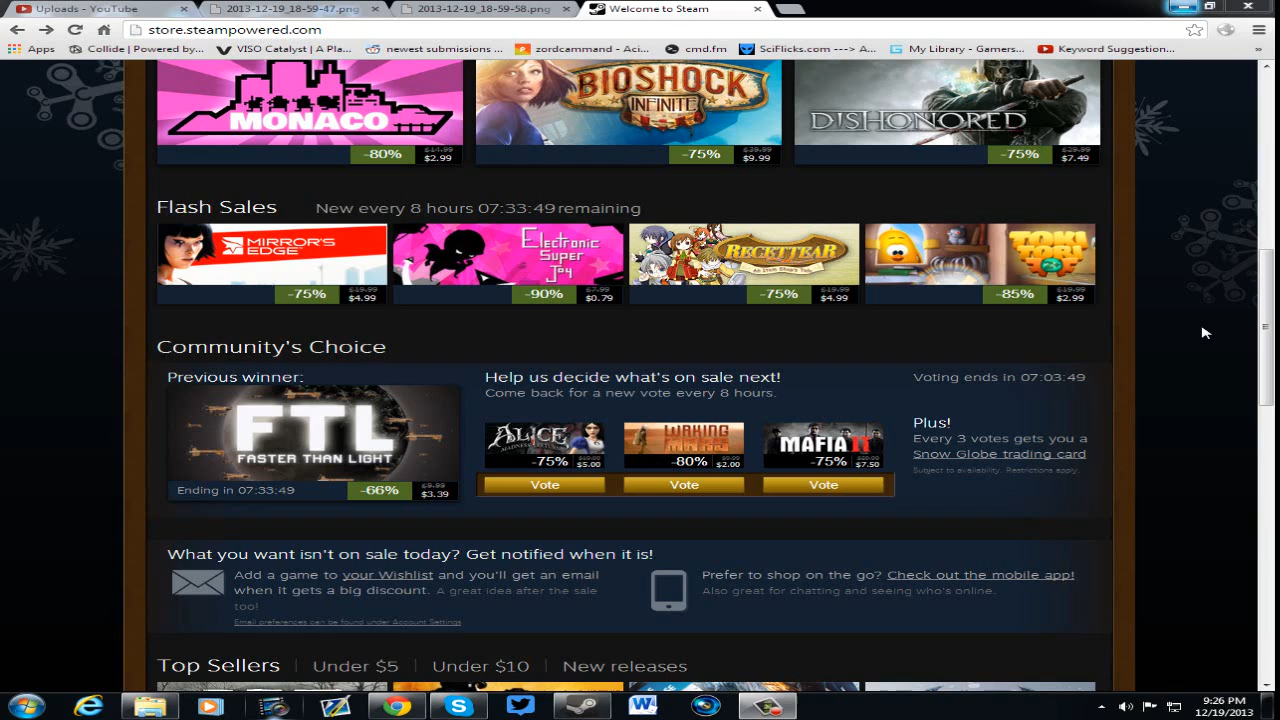 Uploads - YouTube
2013-12-19_18-59-47.png
2013-12-19_18-59-58.png
Welcome to Steam
store.steampowered.com
Apps
Collide | Powered by...
VISO Catalyst | A Pla...
newest submissions ...
zordcommand - Aci...
cmd.fm
SciFlicks.com ---> A...
My Library - Gamers...
Keyword Suggestion...
MONACO
BIOSHOCK
INFINITE
DISHONORED
-80% $14.99 $2.99
-75% $39.99 $9.99
-75% $29.99 $7.49
Flash Sales
New every 8 hours 07:33:49 remaining
MIRROR'S
EDGE
Electronic
Super
Joy
RECETTEAR
An Item Shop's Tale
TOKI
TORI
-75% $19.99 $4.99
-90% $7.99 $0.79
-75% $19.99 $4.99
-85% $19.99 $2.99
Community's Choice
Previous winner:
FTL
FASTER THAN LIGHT
Ending in 07:33:49
-66% $9.99 $3.39
Help us decide what's on sale next!
Come back for a new vote every 8 hours.
ALICE
MADNESS RETURNS
WAKING
MARS
MAFIA II
-75% $5.00
-80% $9.99 $2.00
-75% $7.50
Vote
Vote
Vote
Voting ends in 07:03:49
Plus!
Every 3 votes gets you a
Snow Globe trading card
Subject to availability. Restrictions apply.
What you want isn't on sale today? Get notified when it is!
Add a game to your Wishlist and you'll get an email
when it gets a big discount. A great idea after the sale
too!
Email preferences can be found under Account Settings
Prefer to shop on the go? Check out the mobile app!
Also great for chatting and seeing who's online.
Top Sellers
Under $5
Under $10
New releases
9:26 PM
12/19/2013